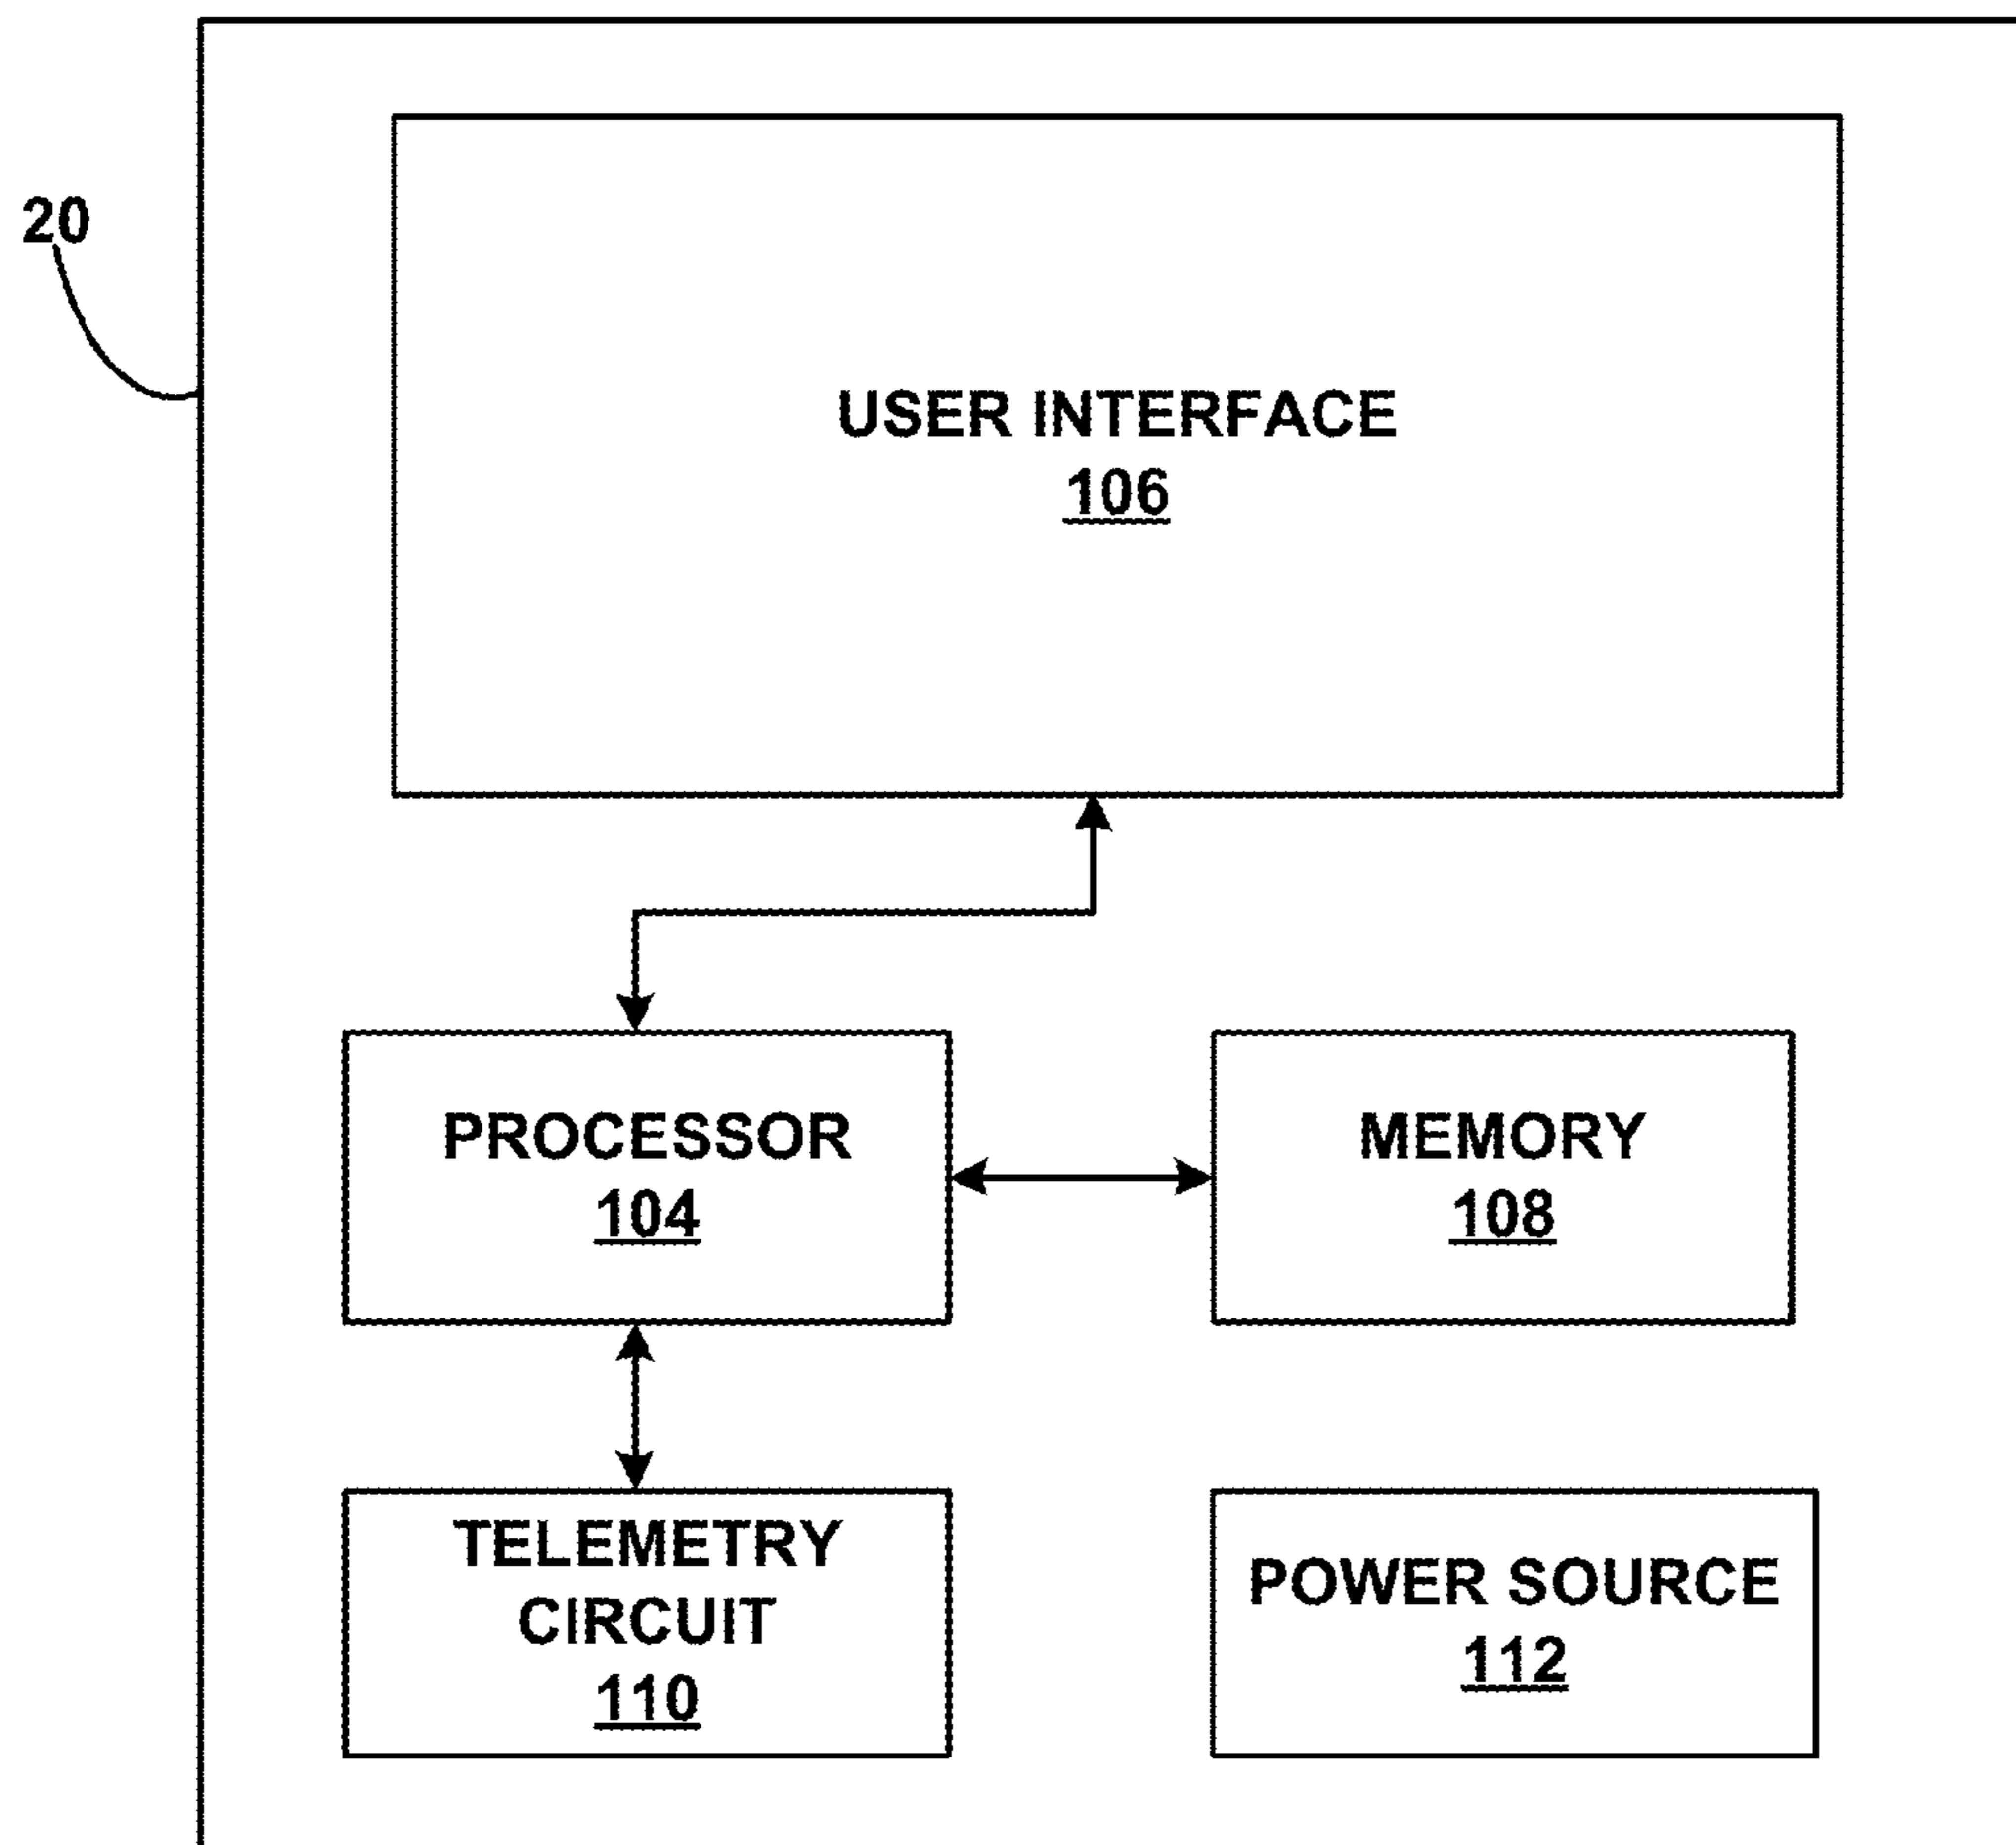 20
USER INTERFACE
106
PROCESSOR
104
MEMORY
108
TELEMETRY
CIRCUIT
110
POWER SOURCE
112